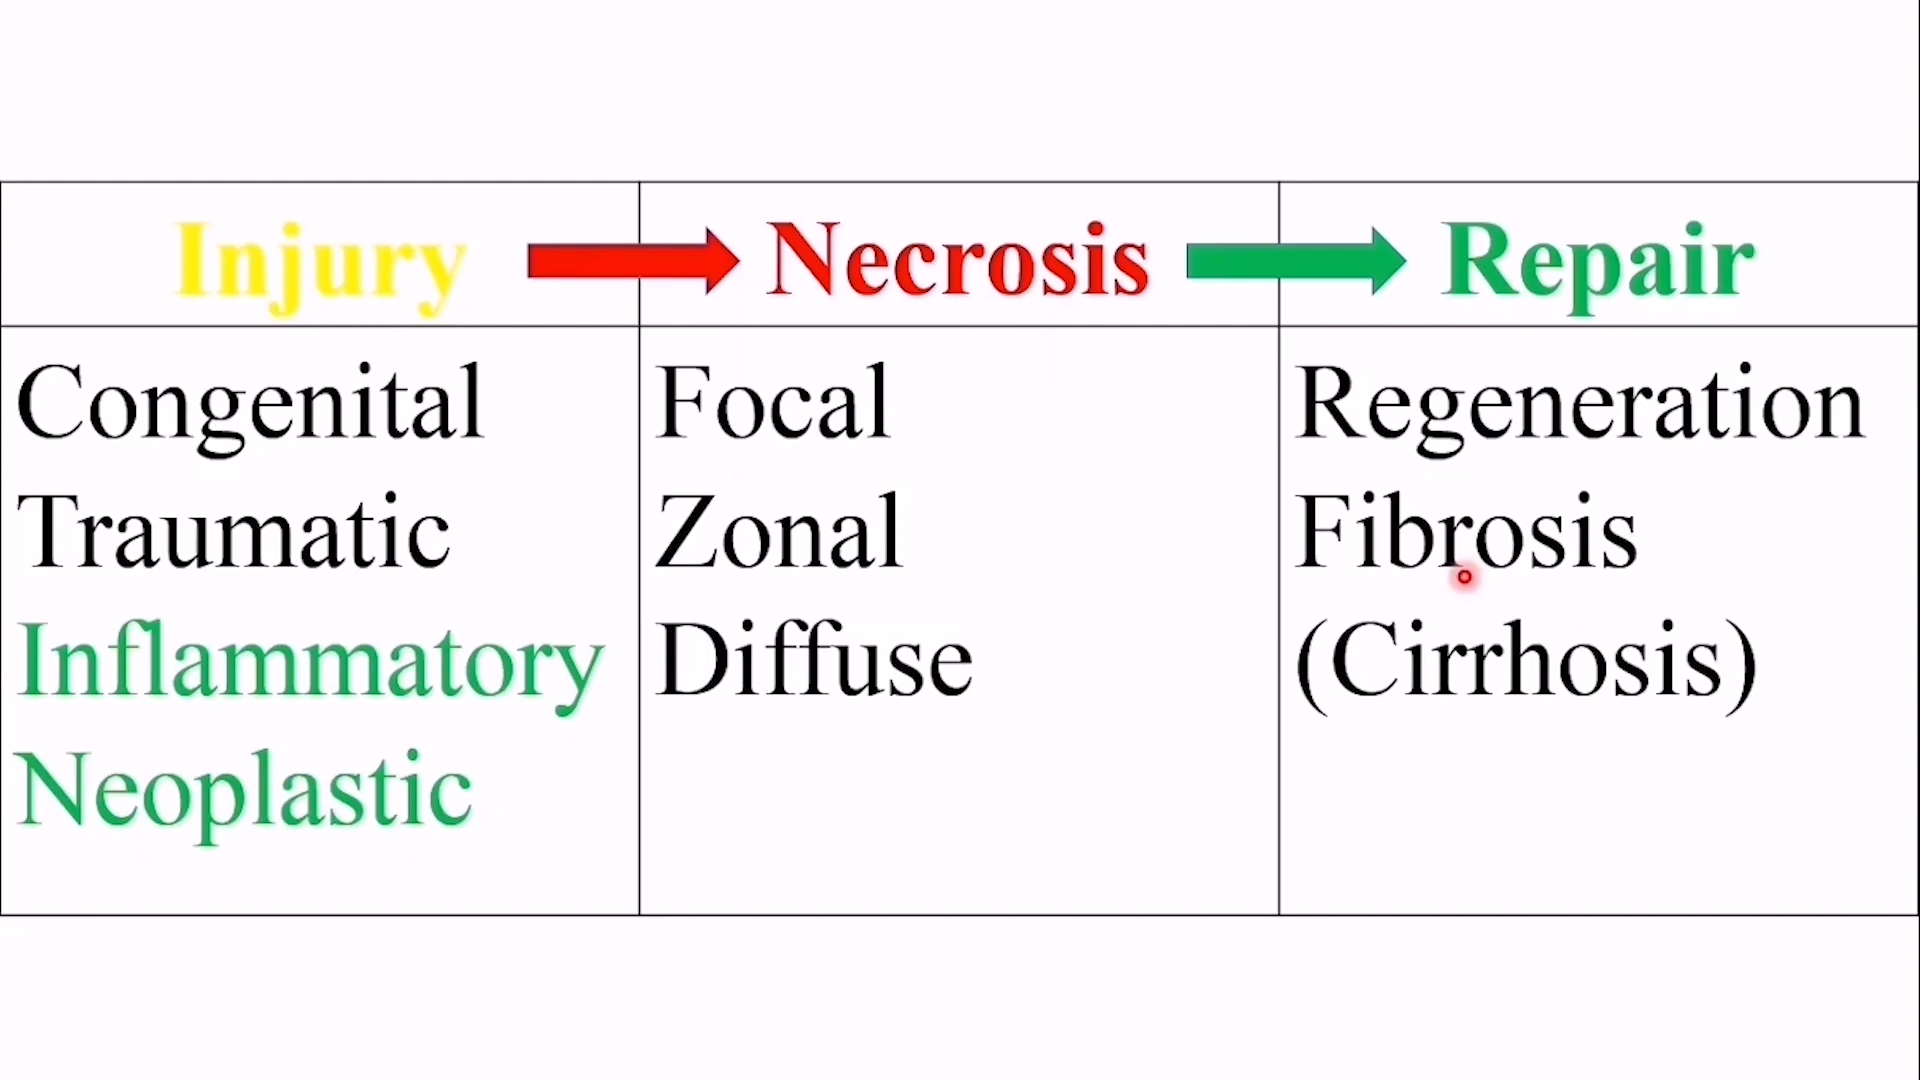 Injury Necrosis Repair
Congenital
Traumatic
Inflammatory
Neoplastic
Focal
Zonal
Diffuse
Regeneration
Fibrosis
(Cirrhosis)